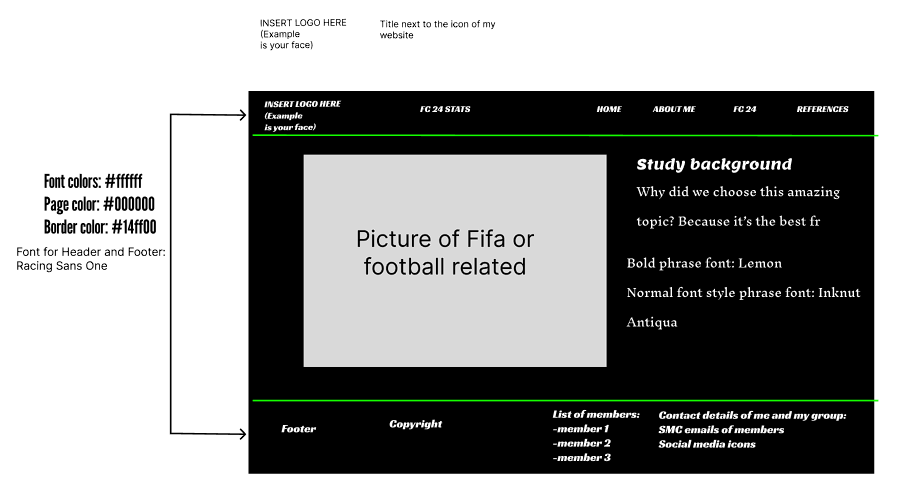 INSERT LOGO HERE
(Example
is your face)
Title next to the icon of my
website
INSERT LOGO HERE
(Example
is your face)
FC 24 STATS
HOME
ABOUT ME
FC 24
REFERENCES
Font colors: #ffffff
Page color: #000000
Border color: #14ff00
Font for Header and Footer:
Racing Sans One
Picture of Fifa or
football related
Study background
Why did we choose this amazing
topic? Because it's the best fr
Bold phrase font: Lemon
Normal font style phrase font: Inknut
Antiqua
Footer
Copyright
List of members:
-member 1
-member 2
-member 3
Contact details of me and my group:
SMC emails of members
Social media icons